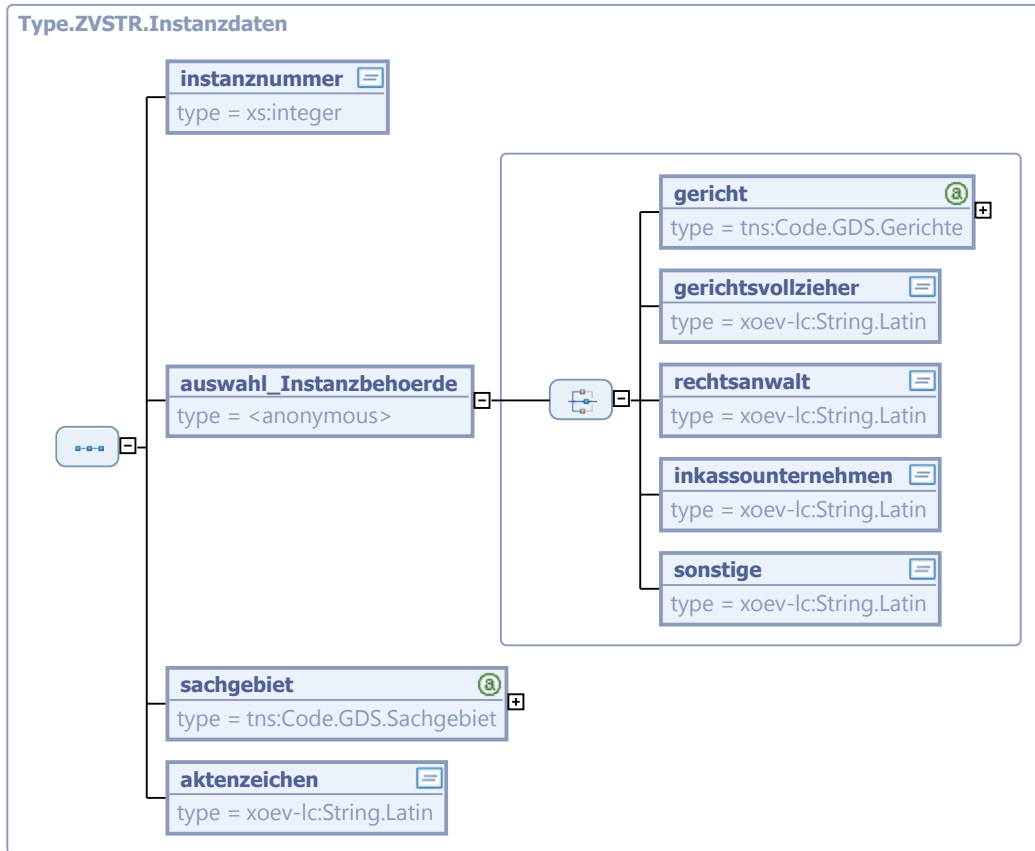 Type.ZVSTR.Instanzdaten
instanznummer
type = xs:integer
auswahl_Instanzbehoerde
type = <anonymous>
gericht
type = tns:Code.GDS.Gerichte
gerichtsvollzieher
type = xoev-lc:String.Latin
rechtsanwalt
type = xoev-lc:String.Latin
inkassounternehmen
type = xoev-lc:String.Latin
sonstige
type = xoev-lc:String.Latin
sachgebiet
type = tns:Code.GDS.Sachgebiet
aktenzeichen
type = xoev-lc:String.Latin